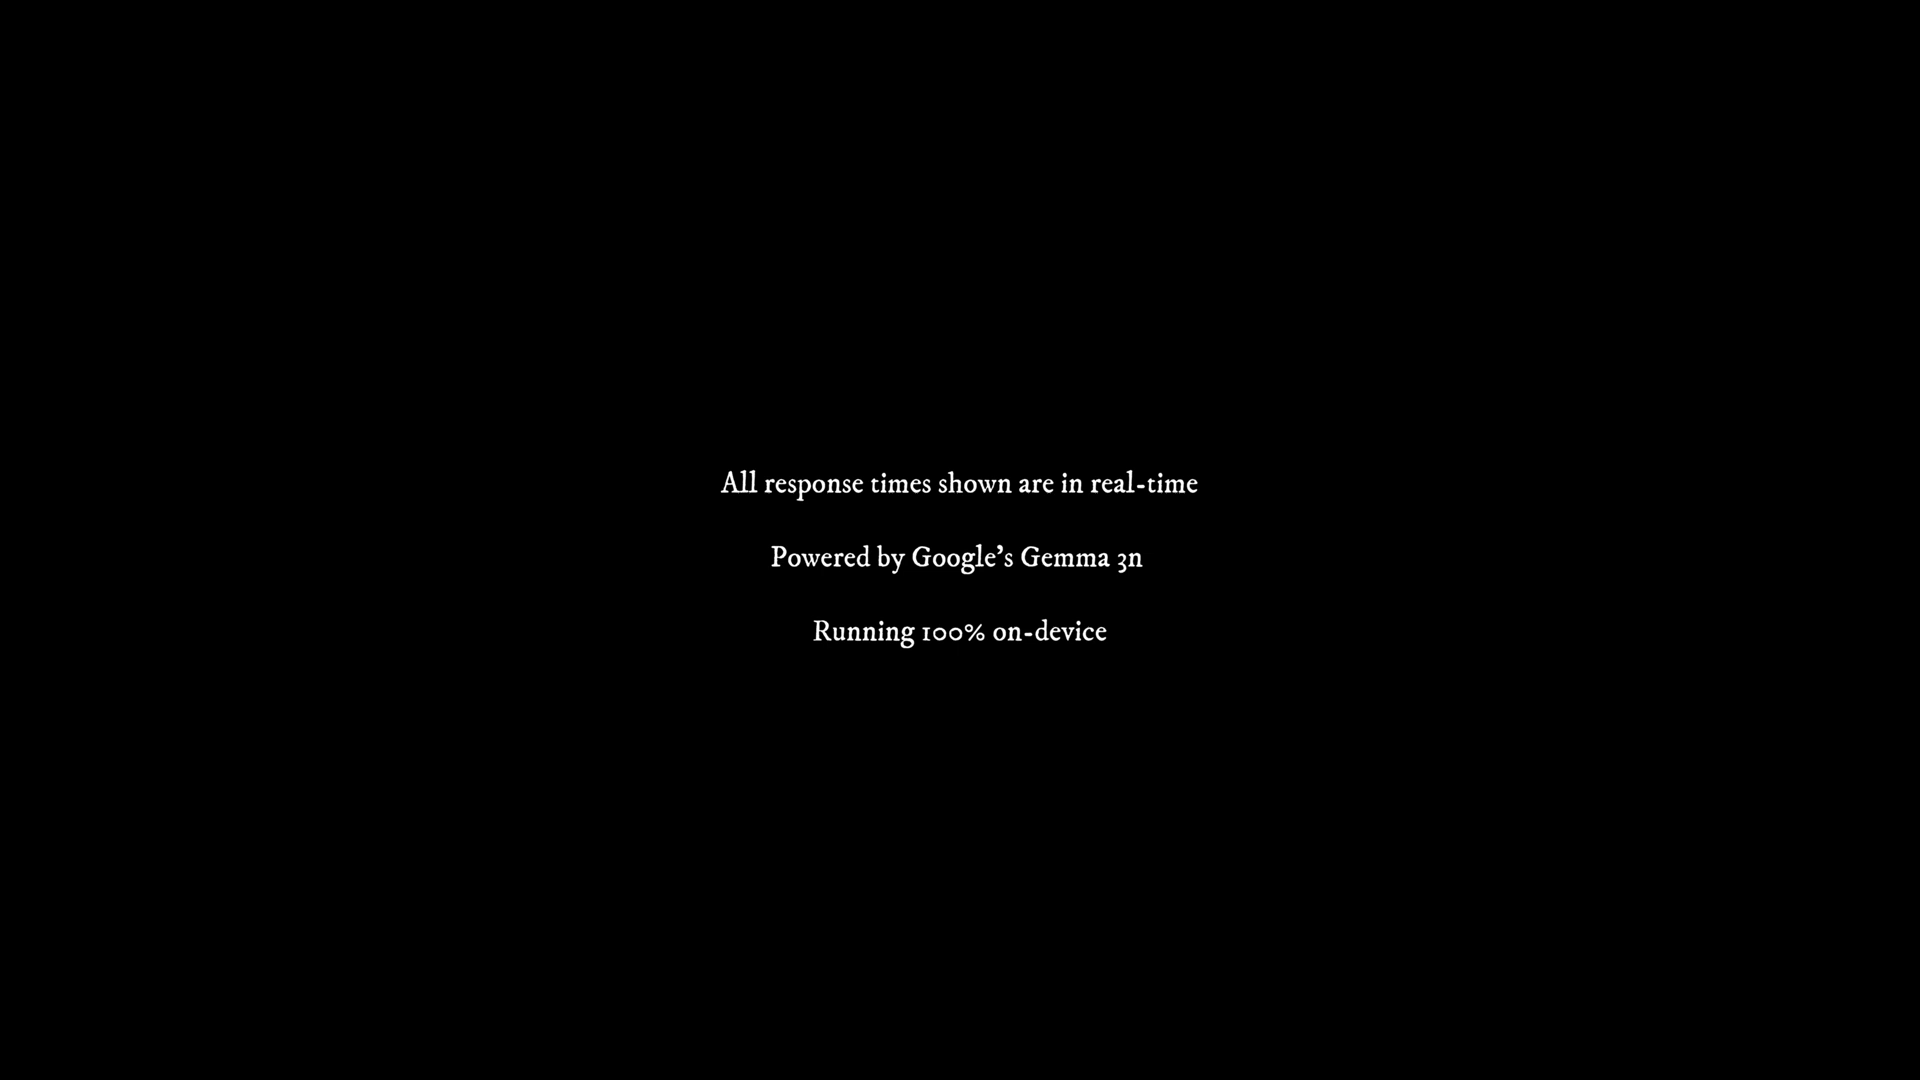 All response times shown are in real-time
Powered by Google’s Gemma 3n
Running 100% on-device